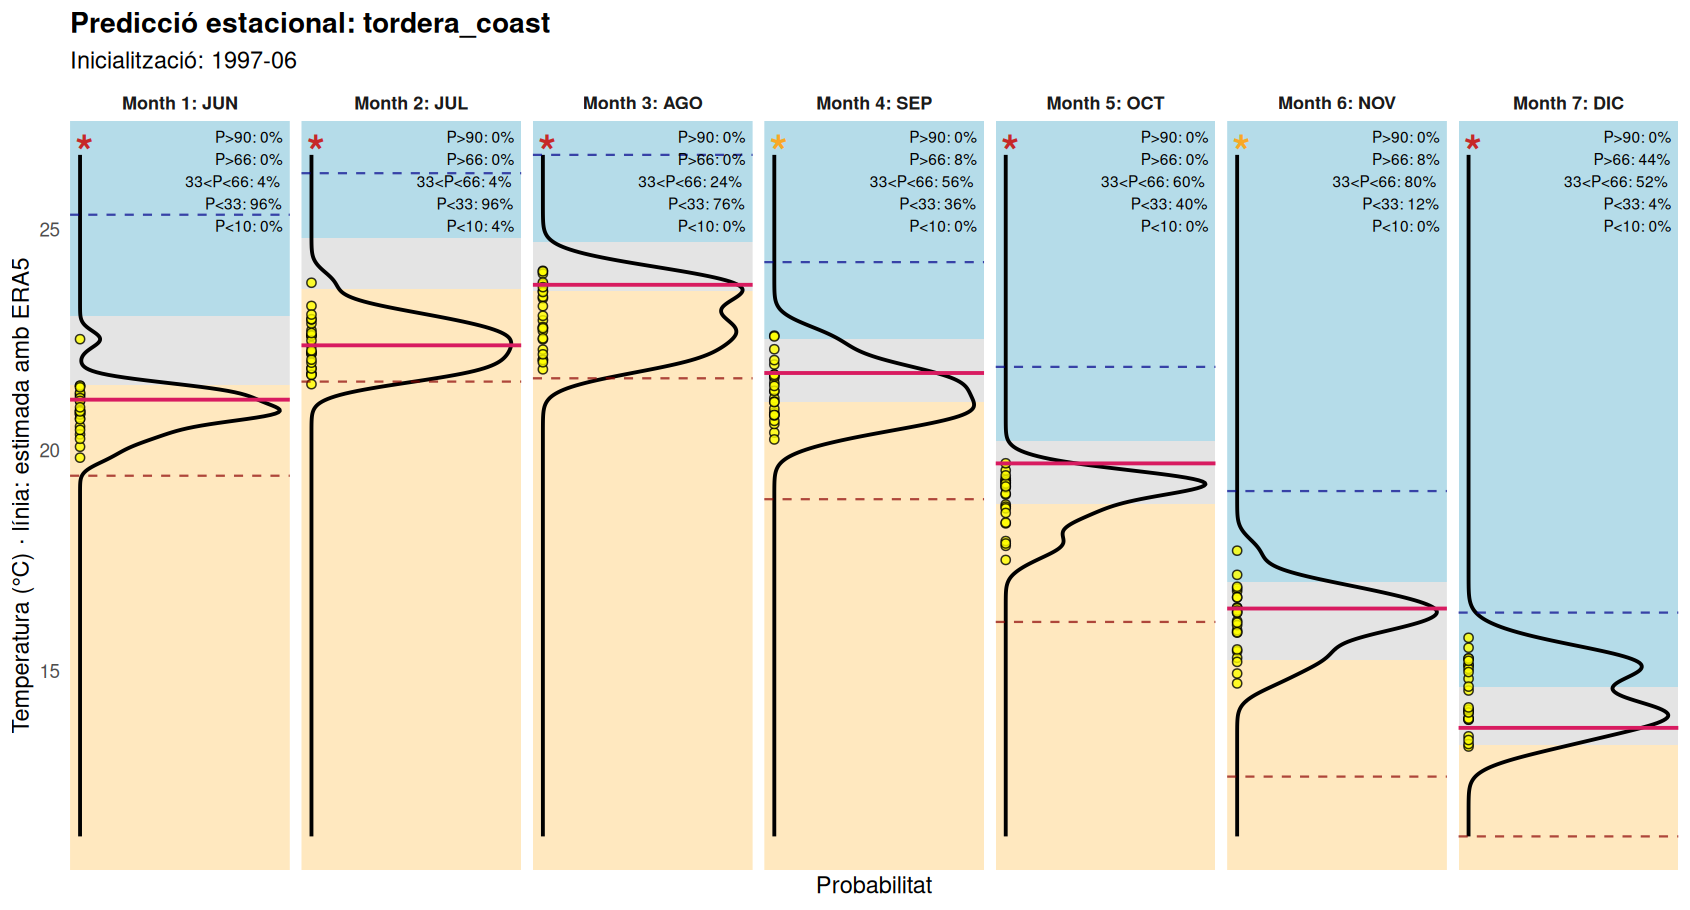 Predicció estacional: tordera_coast
Inicialització: 1997-06
Month 1: JUN
P>90: 0%
P>66: 0%
33<P<66: 4%
P<33: 96%
P<10: 0%
Month 2: JUL
P>90: 0%
P>66: 0%
33<P<66: 4%
P<33: 96%
P<10: 4%
Month 3: AGO
P>90: 0%
P>66: 0%
33<P<66: 24%
P<33: 76%
P<10: 0%
Month 4: SEP
P>90: 0%
P>66: 8%
33<P<66: 56%
P<33: 36%
P<10: 0%
Month 5: OCT
P>90: 0%
P>66: 0%
33<P<66: 60%
P<33: 40%
P<10: 0%
Month 6: NOV
P>90: 0%
P>66: 8%
33<P<66: 80%
P<33: 12%
P<10: 0%
Month 7: DIC
P>90: 0%
P>66: 44%
33<P<66: 52%
P<33: 4%
P<10: 0%
25
20
15
Temperatura (°C) · línia: estimada amb ERA5
Probabilitat